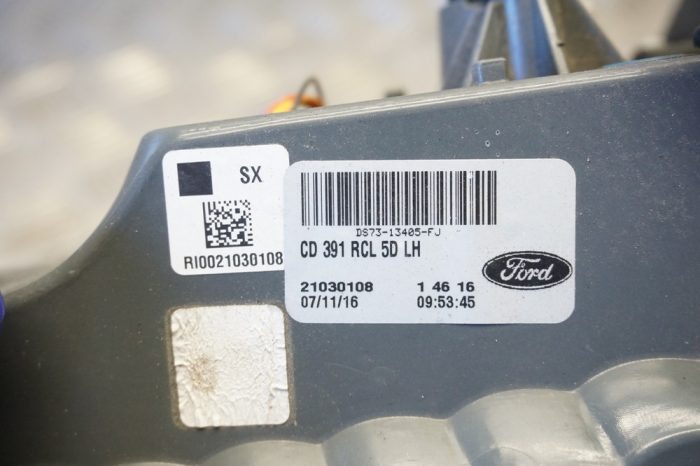 SX
RI0021030108
DS73-13405-FJ
CD 391 RCL 5D LH
Ford
21030108 1 46 16
07/11/16 09:53:45